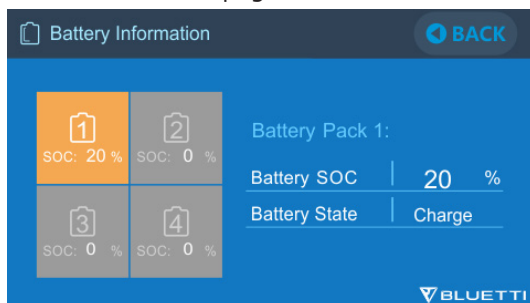 Battery Information
BACK
1
SOC: 20 %
2
SOC: 0 %
3
SOC: 0 %
4
SOC: 0 %
Battery Pack 1:
Battery SOC 20 %
Battery State Charge
BLUETTI